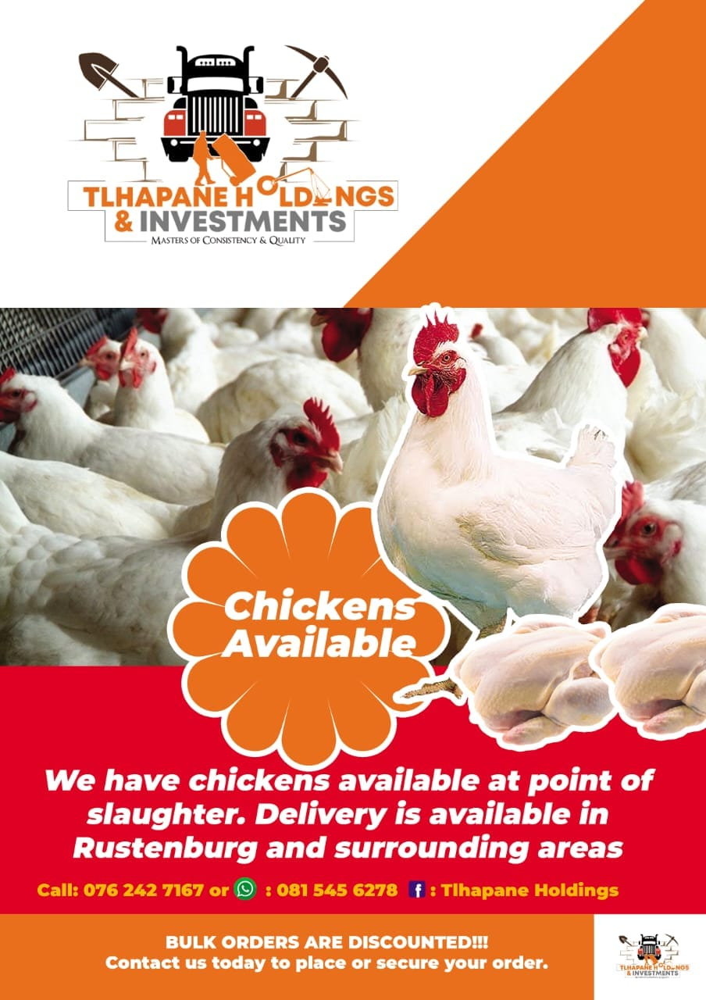 TLHAPANE HOLDINGS
& INVESTMENTS
MASTERS OF CONSISTENCY & QUALITY
Chickens
Available
We have chickens available at point of
slaughter. Delivery is available in
Rustenburg and surrounding areas
Call: 076 242 7167 or : 081 545 6278 f : Tlhapane Holdings
BULK ORDERS ARE DISCOUNTED!!!
Contact us today to place or secure your order.
TLHAPANE HOLDINGS
& INVESTMENTS